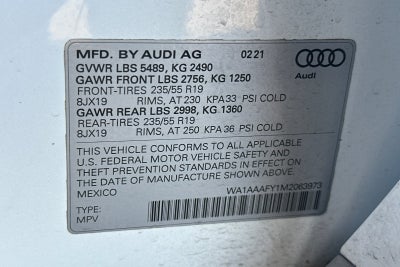 MFD. BY AUDI AG 02 21
GVWR LBS 5489, KG 2490
GAWR FRONT LBS 2756, KG 1250
FRONT-TIRES 235/55 R19
8JX19 RIMS, AT 230 KPA 33 PSI COLD
GAWR REAR LBS 2998, KG 1360
REAR-TIRES 235/55 R19
8JX19 RIMS, AT 250 KPA 36 PSI COLD
Audi
THIS VEHICLE CONFORMS TO ALL APPLICABLE
U.S. FEDERAL MOTOR VEHICLE SAFETY AND
THEFT PREVENTION STANDARDS IN EFFECT ON
THE DATE OF MANUFACTURE SHOWN ABOVE.
MEXICO WA1AAAFY1M2063973
TYPE:
MPV